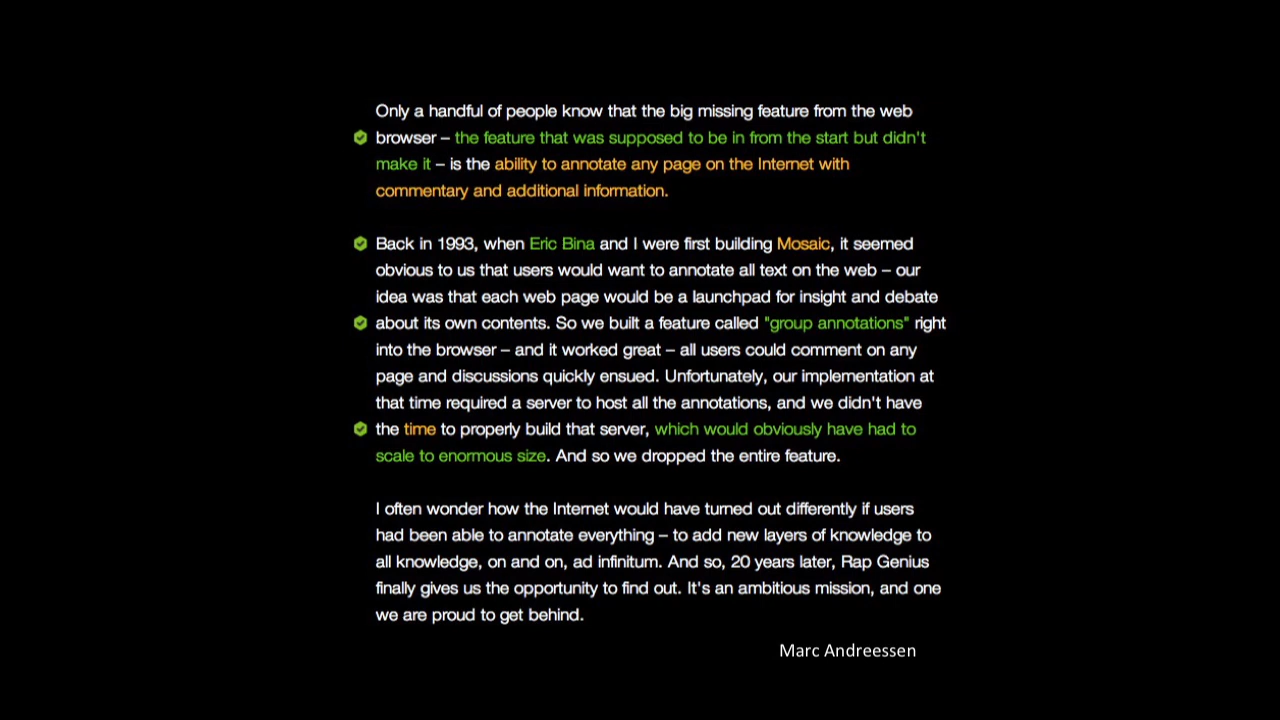 Only a handful of people know that the big missing feature from the web
browser – the feature that was supposed to be in from the start but didn't
make it – is the ability to annotate any page on the Internet with
commentary and additional information.
Back in 1993, when Eric Bina and I were first building Mosaic, it seemed
obvious to us that users would want to annotate all text on the web – our
idea was that each web page would be a launchpad for insight and debate
about its own contents. So we built a feature called "group annotations" right
into the browser – and it worked great – all users could comment on any
page and discussions quickly ensued. Unfortunately, our implementation at
that time required a server to host all the annotations, and we didn't have
the time to properly build that server, which would obviously have had to
scale to enormous size. And so we dropped the entire feature.
I often wonder how the Internet would have turned out differently if users
had been able to annotate everything – to add new layers of knowledge to
all knowledge, on and on, ad infinitum. And so, 20 years later, Rap Genius
finally gives us the opportunity to find out. It's an ambitious mission, and one
we are proud to get behind.
Marc Andreessen